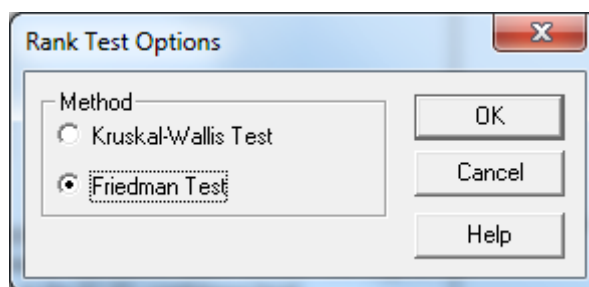 Rank Test Options
Method
Kruskal-Wallis Test
Friedman Test
OK
Cancel
Help